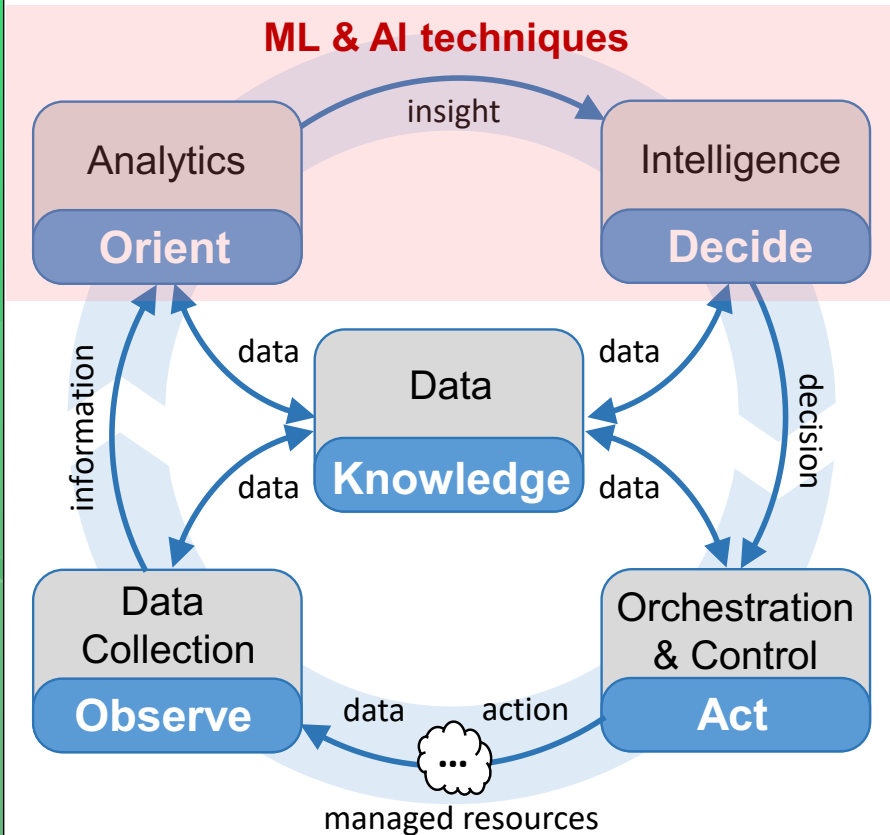 ML & AI techniques
insight
Analytics
Orient
Intelligence
Decide
data
data
Data
Knowledge
information
decision
data
data
Data
Collection
Observe
Orchestration
& Control
Act
data
action
...
managed resources